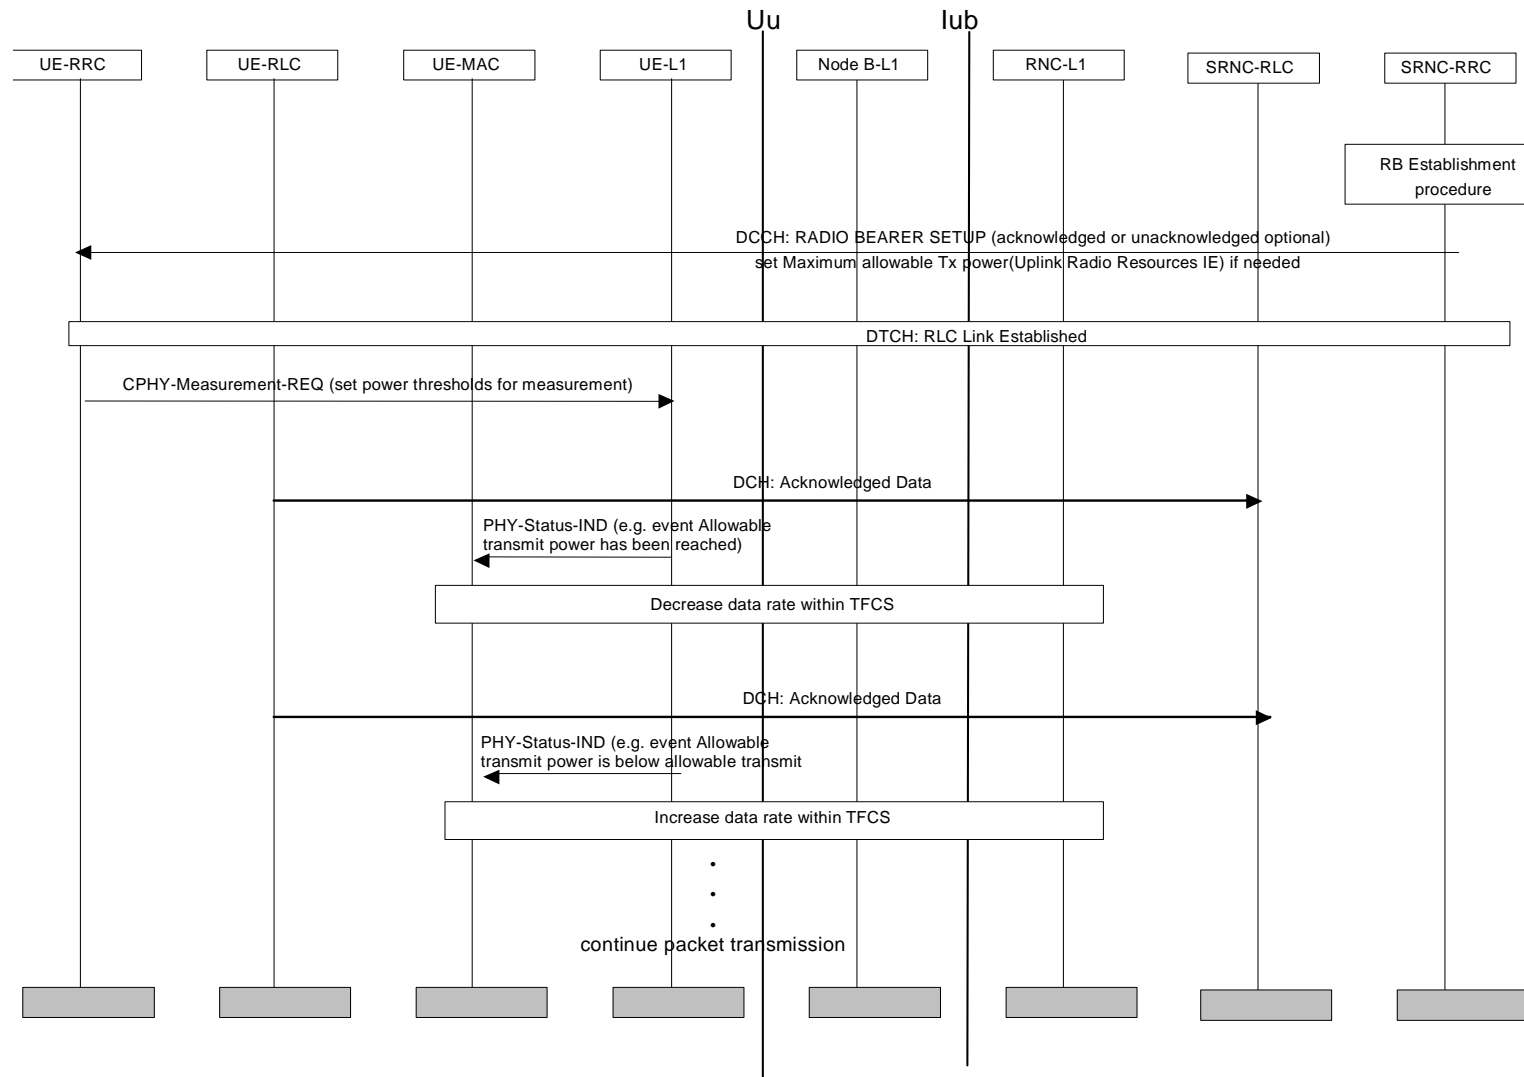 Uu
Iub
UE-RRC
UE-RLC
UE-MAC
UE-L1
Node B-L1
RNC-L1
SRNC-RLC
SRNC-RRC
RB Establishment
procedure
DCCH: RADIO BEARER SETUP (acknowledged or unacknowledged optional)
set Maximum allowable Tx power(Uplink Radio Resources IE) if needed
DTCH: RLC Link Established
CPHY-Measurement-REQ (set power thresholds for measurement)
DCH: Acknowledged Data
PHY-Status-IND (e.g. event Allowable
transmit power has been reached)
Decrease data rate within TFCS
DCH: Acknowledged Data
PHY-Status-IND (e.g. event Allowable
transmit power is below allowable transmit
Increase data rate within TFCS
continue packet transmission